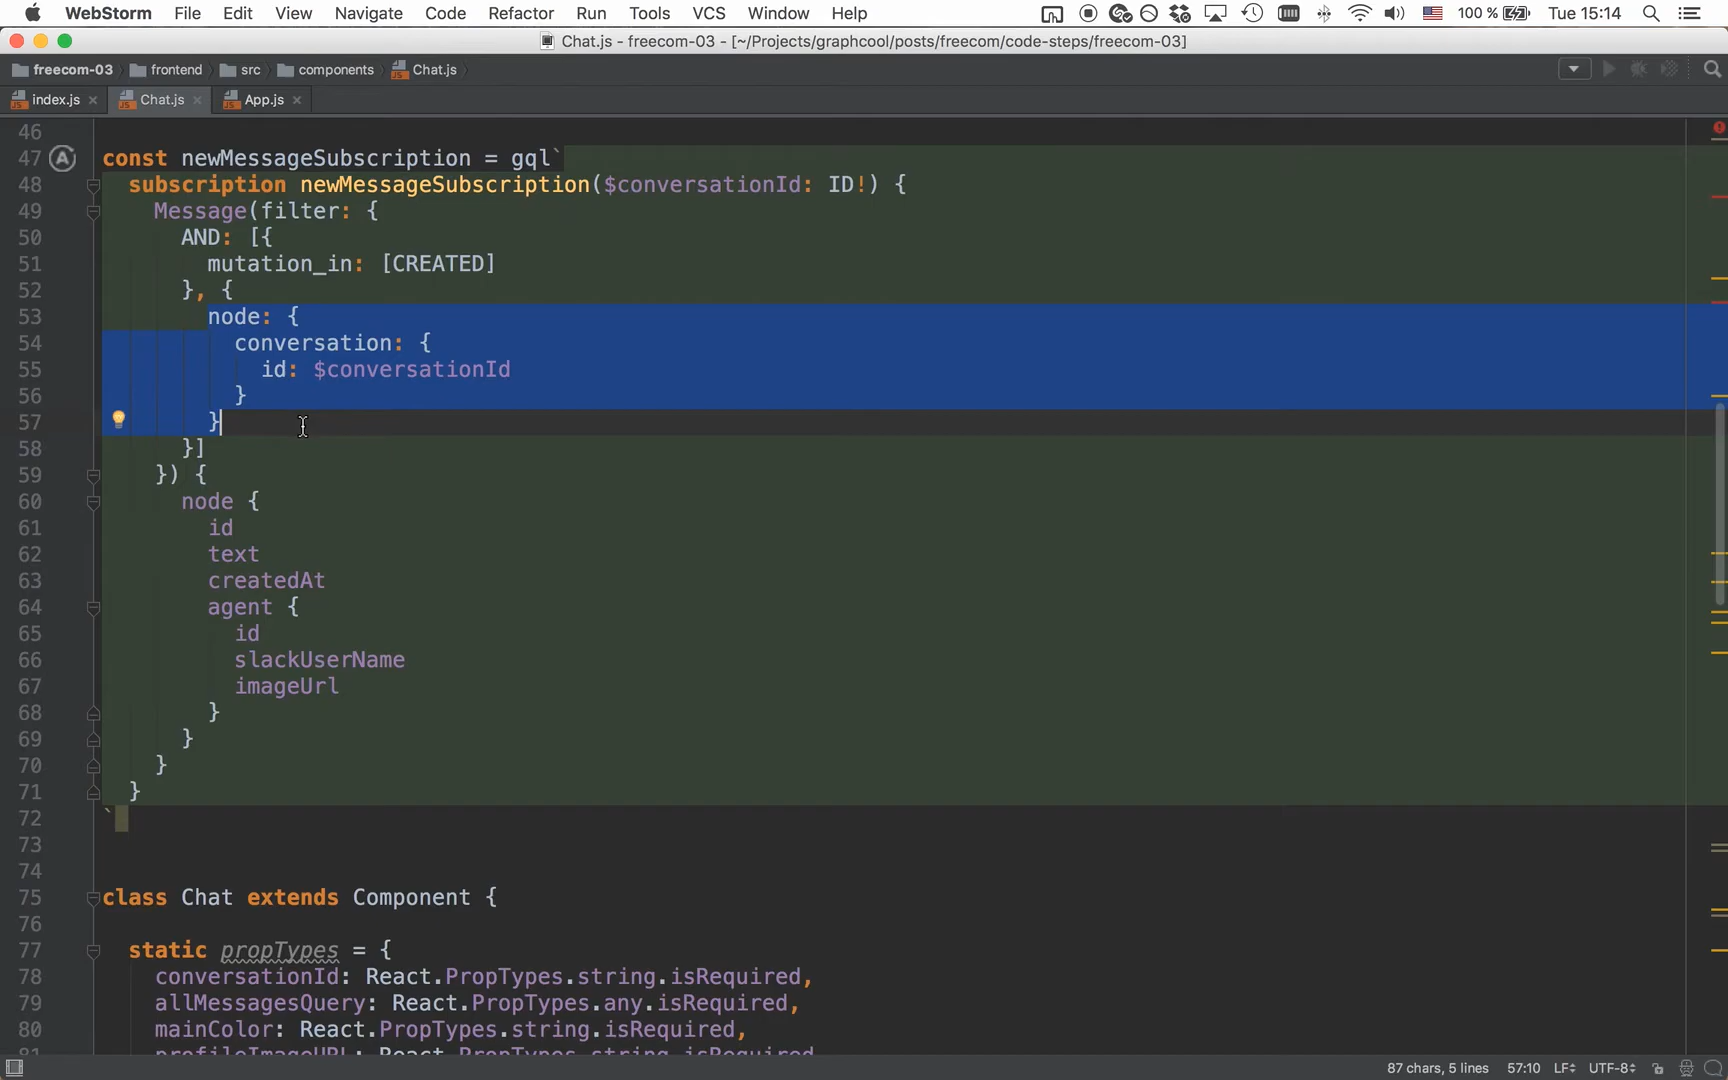 WebStorm File Edit View Navigate Code Refactor Run Tools VCS Window Help 100 % Tue 15:14
Chat.js - freecom-03 - [~/Projects/graphcool/posts/freecom/code-steps/freecom-03]
freecom-03 frontend src components Chat.js
index.js Chat.js App.js
46
47 const newMessageSubscription = gql`
48 subscription newMessageSubscription($conversationId: ID!) {
49 Message(filter: {
50 AND: [{
51 mutation_in: [CREATED]
52 }, {
53 node: {
54 conversation: {
55 id: $conversationId
56 }
57 }
58 }]
59 }) {
60 node {
61 id
62 text
63 createdAt
64 agent {
65 id
66 slackUserName
67 imageUrl
68 }
69 }
70 }
71 }
72 `
73
74
75 class Chat extends Component {
76
77 static propTypes = {
78 conversationId: React.PropTypes.string.isRequired,
79 allMessagesQuery: React.PropTypes.any.isRequired,
80 mainColor: React.PropTypes.string.isRequired,
81 profileImageURL: React.PropTypes.string.isRequired
87 chars, 5 lines 57:10 LF UTF-8